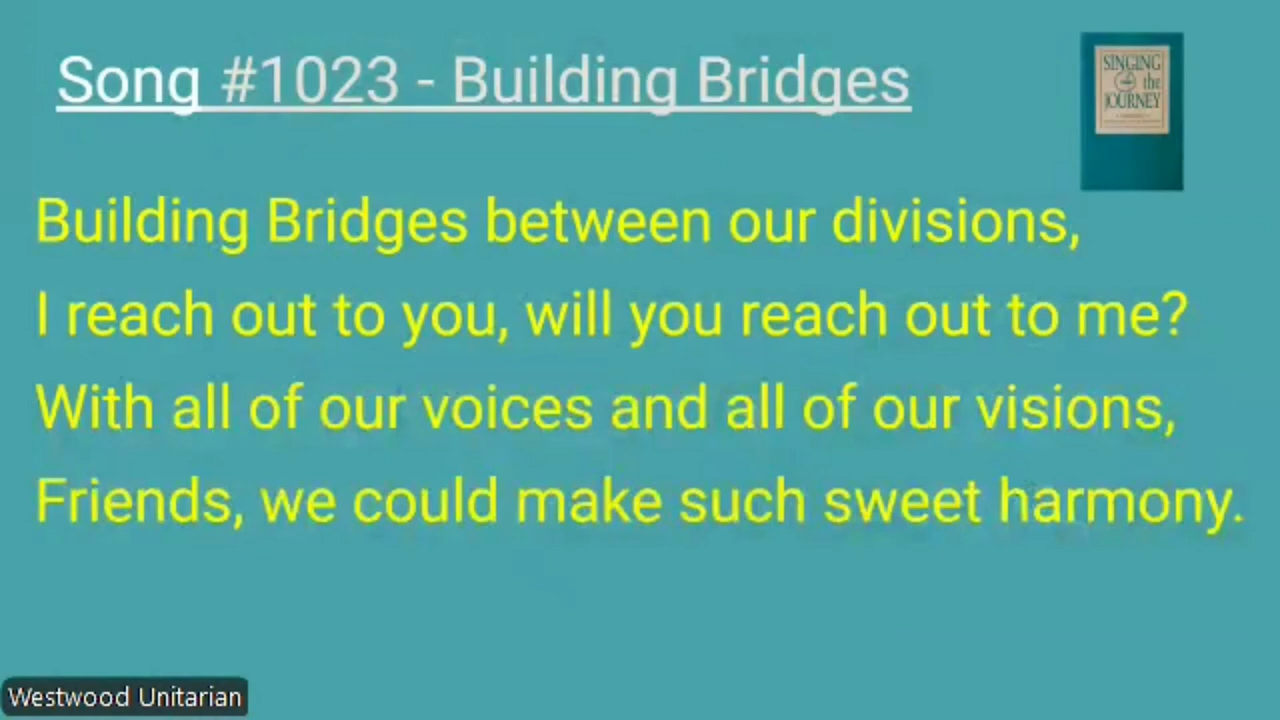 Song #1023 - Building Bridges
SINGING
the
JOURNEY
Building Bridges between our divisions,
I reach out to you, will you reach out to me?
With all of our voices and all of our visions,
Friends, we could make such sweet harmony.
Westwood Unitarian